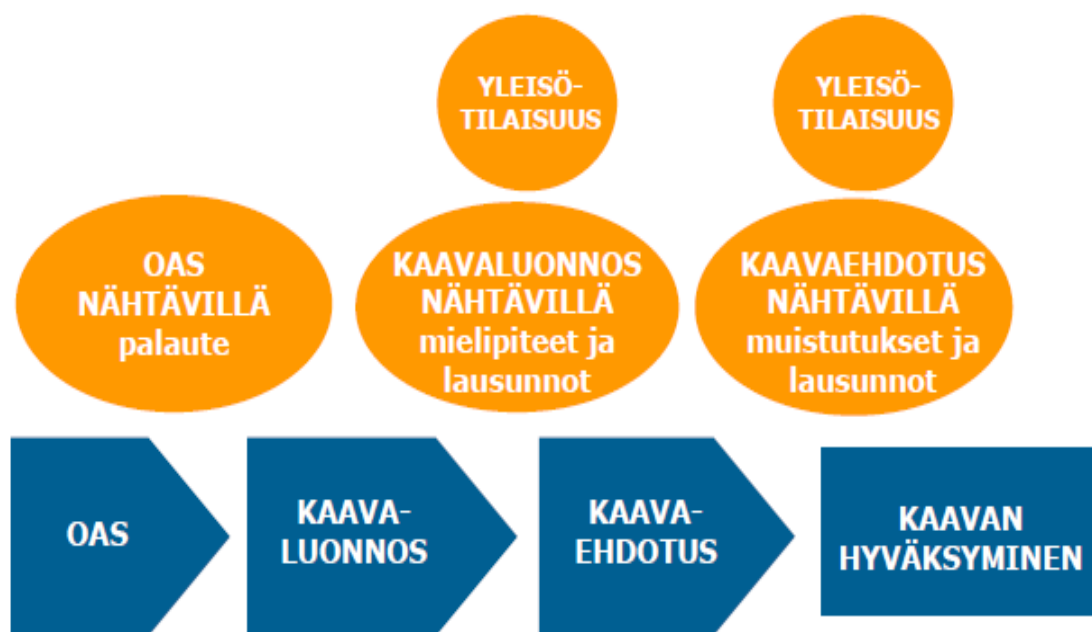 YLEISÖ-
TILAISUUS
YLEISÖ-
TILAISUUS
OAS
NÄHTÄVILLÄ
palaute
KAAVALUONNOS
NÄHTÄVILLÄ
mielipiteet ja
lausunnot
KAAVAEHDOTUS
NÄHTÄVILLÄ
muistutukset ja
lausunnot
OAS
KAAVA-
LUONNOS
KAAVA-
EHDOTUS
KAAVAN
HYVÄKSYMINEN